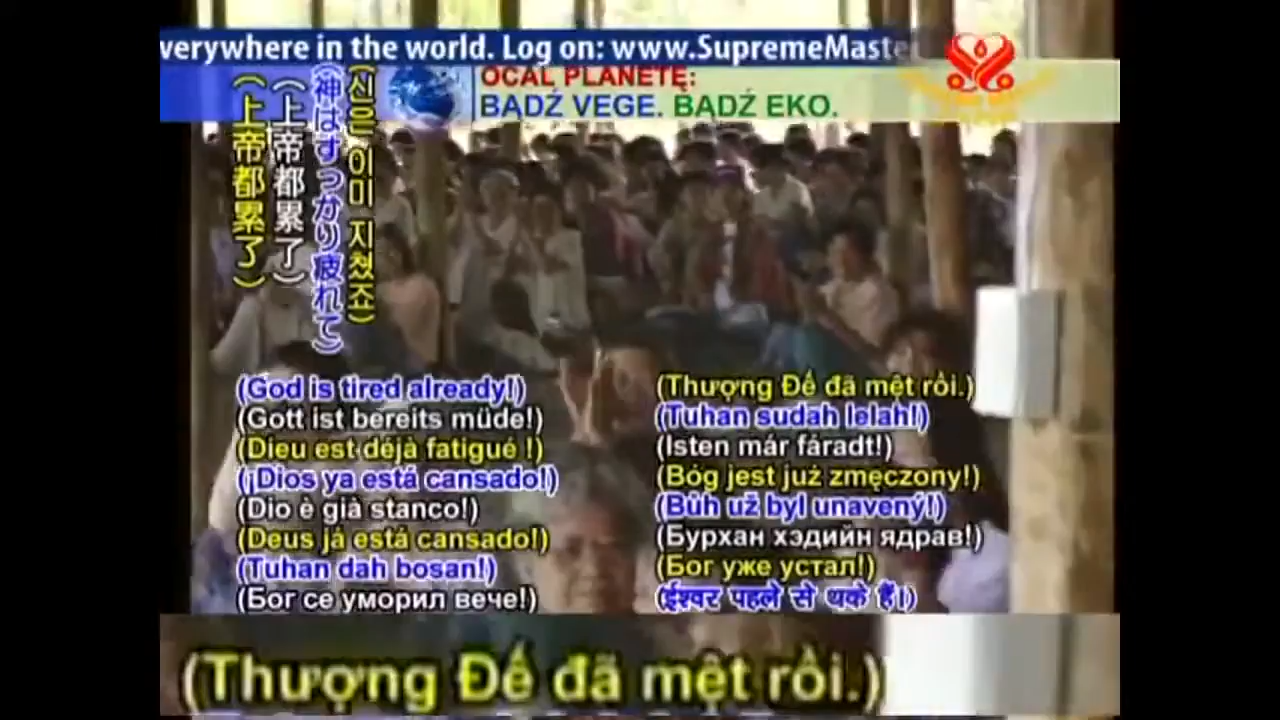 verywhere in the world. Log on: www.SupremeMaste
OCAL PLANETĘ:
BĄDŹ VEGE. BĄDŹ EKO.
(신은 이미 지쳤죠)
(神はすっかり疲れて)
(上帝都累了)
(上帝都累了)
(God is tired already!)
(Gott ist bereits müde!)
(Dieu est déjà fatigué !)
(¡Dios ya está cansado!)
(Dio è già stanco!)
(Deus já está cansado!)
(Tuhan dah bosan!)
(Бог се умopил вече!)
(Thượng Đế đã mệt rồi.)
(Tuhan sudah lelah!)
(Isten már fáradt!)
(Bóg jest już zmęczony!)
(Bůh už byl unavený!)
(Бурхан хэдийн ядрав!)
(Бог уже устал!)
(ईश्वर पहले से थके हैं।)
(Thượng Đế đã mệt rồi.)